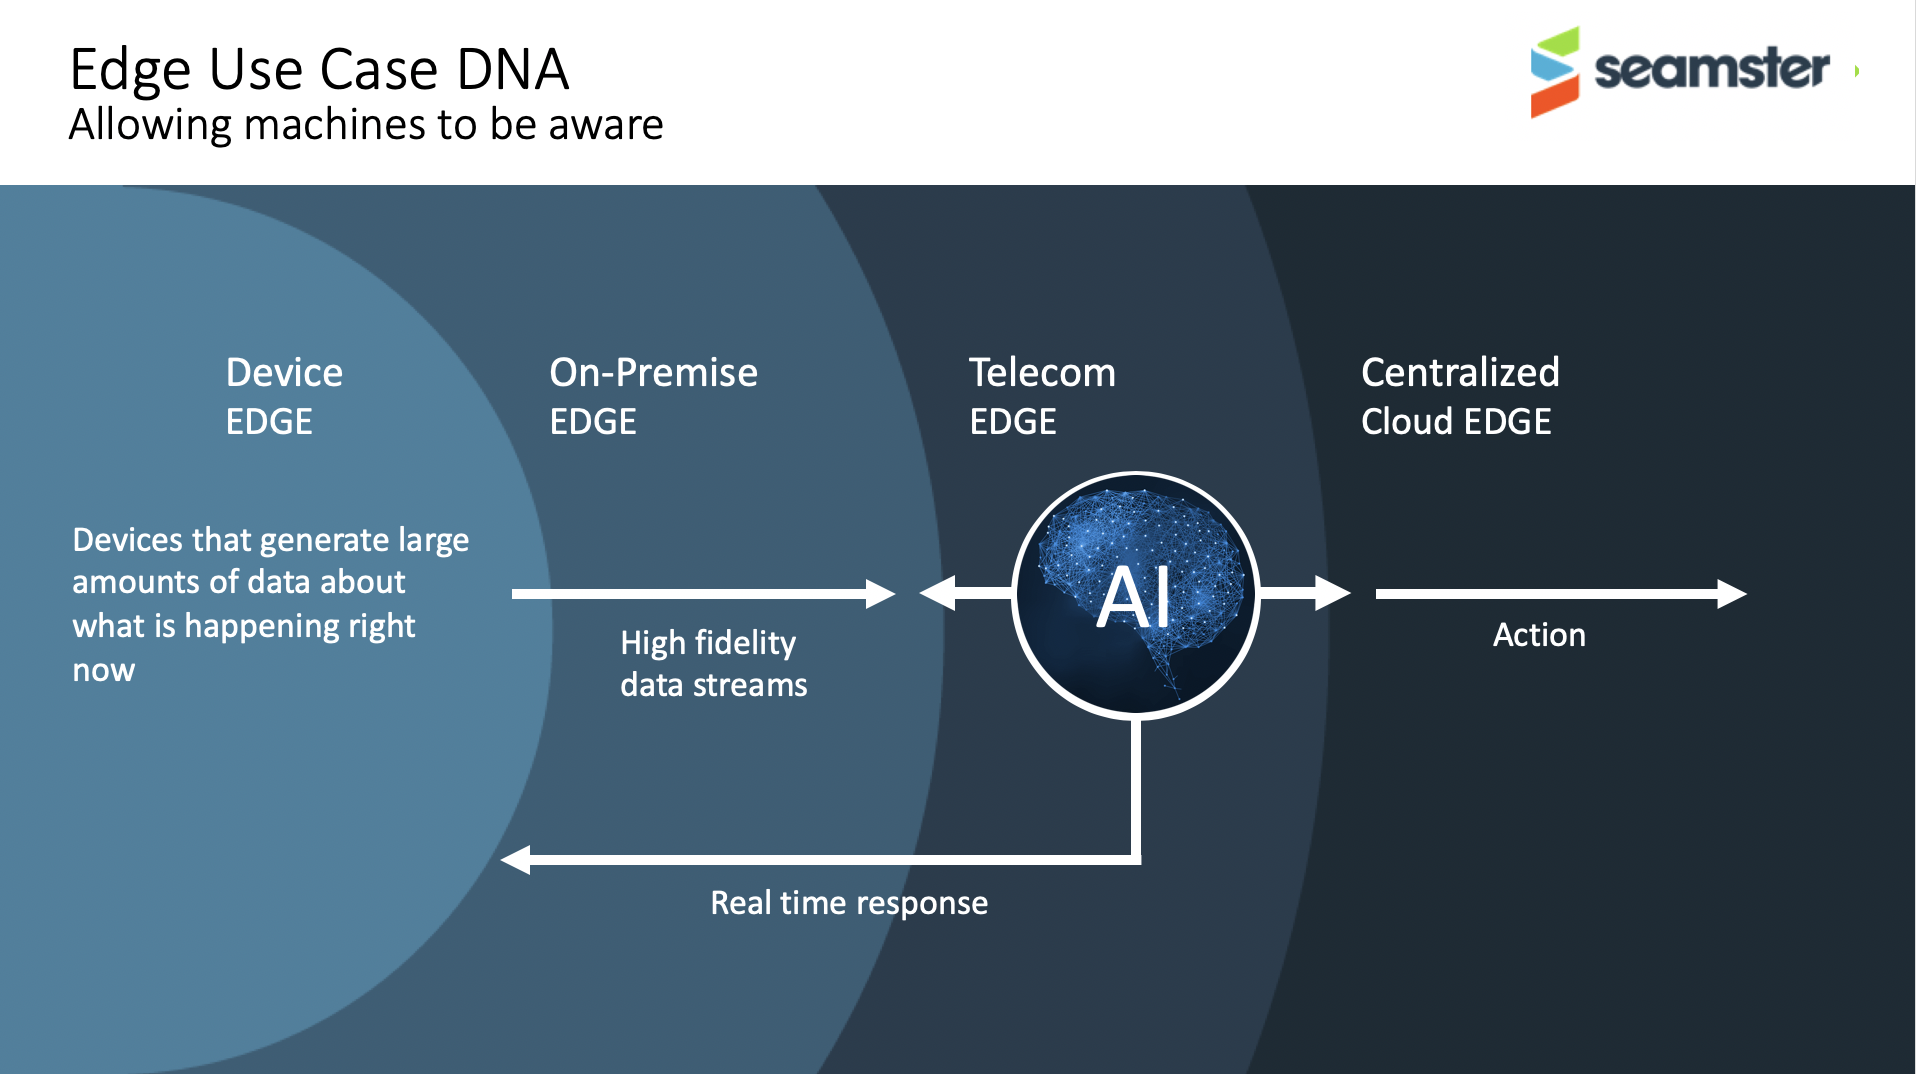 Edge Use Case DNA
Allowing machines to be aware
seamster
Device
EDGE
On-Premise
EDGE
Telecom
EDGE
Centralized
Cloud EDGE
Devices that generate large
amounts of data about
what is happening right
now
High fidelity
data streams
AI
Action
Real time response